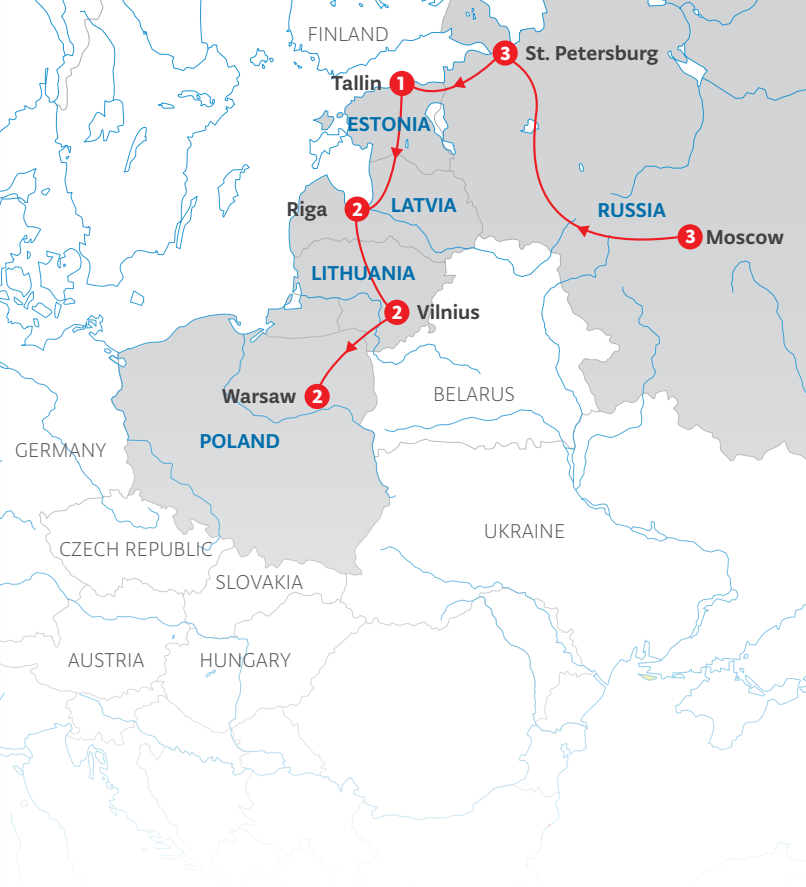 FINLAND
3 St. Petersburg
Tallin 1
ESTONIA
Riga 2 LATVIA
RUSSIA
3 Moscow
LITHUANIA
2 Vilnius
Warsaw 2
BELARUS
POLAND
GERMANY
UKRAINE
CZECH REPUBLIC
SLOVAKIA
AUSTRIA
HUNGARY